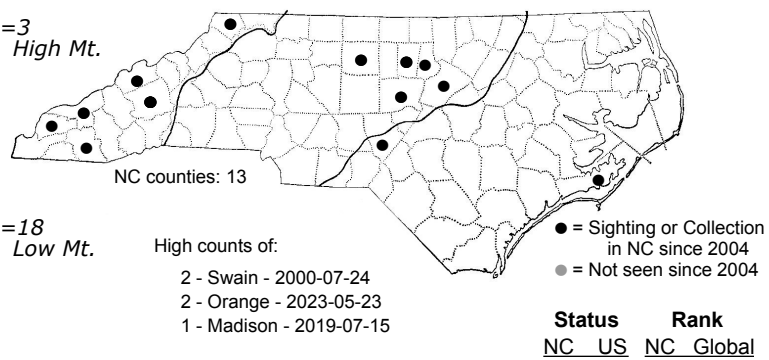 =3
High Mt.
NC counties: 13
=18
Low Mt.
High counts of:
2 - Swain - 2000-07-24
2 - Orange - 2023-05-23
1 - Madison - 2019-07-15
● = Sighting or Collection
in NC since 2004
● = Not seen since 2004
Status Rank
NC US NC Global